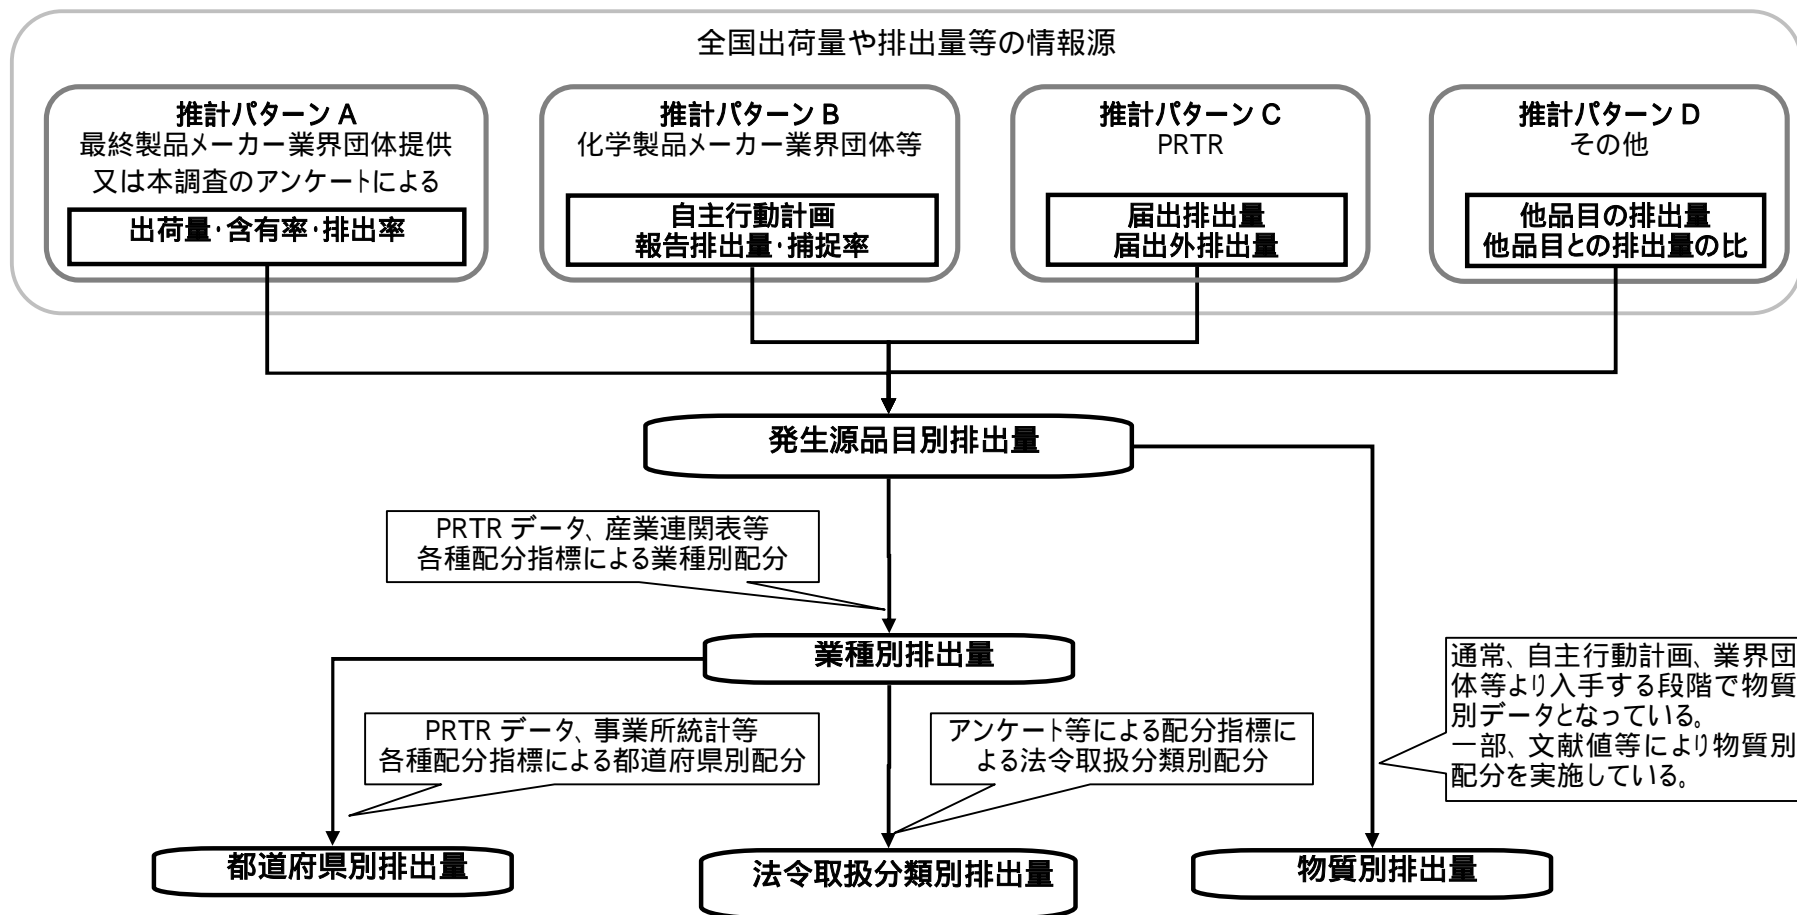 全国出荷量や排出量等の情報源
推計パターン A
最終製品メーカー業界団体提供
又は本調査のアンケートによる
出荷量・含有率・排出率
推計パターン B
化学製品メーカー業界団体等
自主行動計画
報告排出量・捕捉率
推計パターン C
PRTR
届出排出量
届出外排出量
推計パターン D
その他
他品目の排出量
他品目との排出量の比
発生源品目別排出量
PRTR データ、産業連関表等
各種配分指標による業種別配分
業種別排出量
PRTR データ、事業所統計等
各種配分指標による都道府県別配分
アンケート等による配分指標に
よる法令取扱分類別配分
通常、自主行動計画、業界団
体等より入手する段階で物質
別データとなっている。
一部、文献値等により物質別
配分を実施している。
都道府県別排出量
法令取扱分類別排出量
物質別排出量